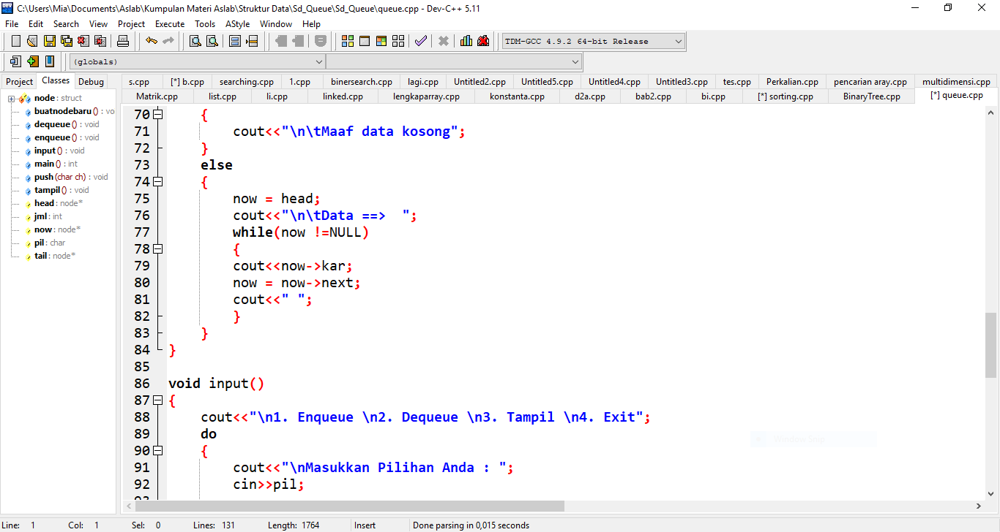 C:\Users\Mia\Documents\Aslab\Kumpulan Materi Aslab\Struktur Data\Sd_Queue\Sd_Queue\queue.cpp - Dev-C++ 5.11
File Edit Search View Project Execute Tools AStyle Window Help
TDM-GCC 4.9.2 64-bit Release
(globals)
Project Classes Debug
s.cpp [*] b.cpp searching.cpp 1.cpp binersearch.cpp lagi.cpp Untitled2.cpp Untitled5.cpp Untitled4.cpp Untitled3.cpp tes.cpp Perkalian.cpp pencarian aray.cpp multidimensi.cpp
Matrik.cpp list.cpp li.cpp linked.cpp lengkaparray.cpp konstanta.cpp d2a.cpp bab2.cpp bi.cpp [*] sorting.cpp BinaryTree.cpp [*] queue.cpp
node : struct
buatnodebaru () : vo
dequeue () : void
enqueue () : void
input () : void
main () : int
push (char ch) : void
tampil () : void
head : node*
jml : int
now : node*
pil : char
tail : node*
70 {
71 cout<<"\n\tMaaf data kosong";
72 }
73 else
74 {
75 now = head;
76 cout<<"\n\tData ==>  ";
77 while(now !=NULL)
78 {
79 cout<<now->kar;
80 now = now->next;
81 cout<<" ";
82 }
83 }
84 }
85
86 void input()
87 {
88 cout<<"\n1. Enqueue \n2. Dequeue \n3. Tampil \n4. Exit";
89 do
90 {
91 cout<<"\nMasukkan Pilihan Anda : ";
92 cin>>pil;
Window Snip
Line: 1 Col: 1 Sel: 0 Lines: 131 Length: 1764 Insert Done parsing in 0,015 seconds